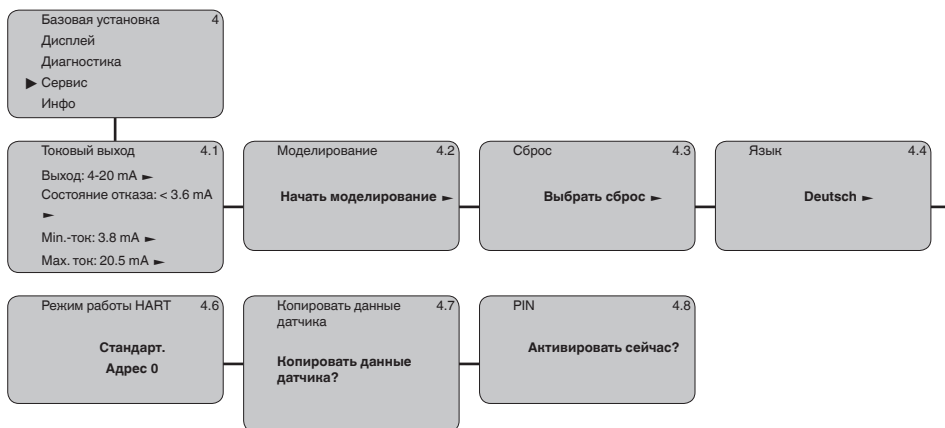 Базовая установка 4
Дисплей
Диагностика
▶ Сервис
Инфо
Токовый выход 4.1
Выход: 4-20 mA ►
Состояние отказа: < 3.6 mA
►
Min.-ток: 3.8 mA ►
Max. ток: 20.5 mA ►
Моделирование 4.2
Начать моделирование ►
Сброс 4.3
Выбрать сброс ►
Язык 4.4
Deutsch ►
Режим работы HART 4.6
Стандарт.
Адрес 0
Копировать данные 4.7
датчика
Копировать данные
датчика?
PIN 4.8
Активировать сейчас?